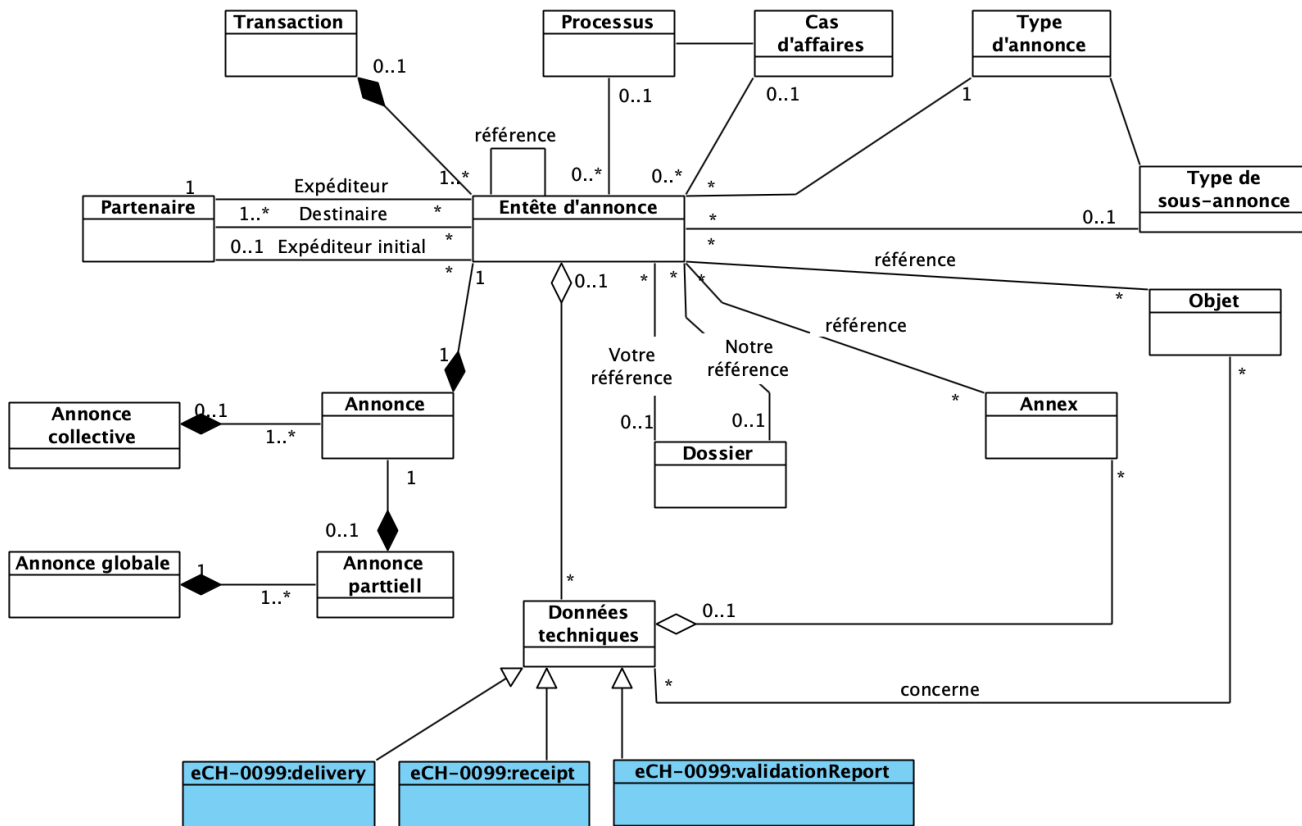 Transaction
Processus
Cas
d'affaires
Type
d'annonce
0..1
0..1
0..1
1
référence
1..*
0..*
0..*
*
Type de
sous-annonce
1
Expéditeur
Partenaire
Entête d'annonce
1..*
Destinaire
*
*
0..1
0..1
Expéditeur initial
*
*
*
1
0..1
*
*
*
référence
*
Objet
référence
Votre
référence
Notre
référence
1
*
*
Annonce
Annex
Annonce
collective
0..1
1..*
0..1
0..1
Dossier
1
*
0..1
Annonce globale
1
1..*
Annonce
parttiell
*
Données
techniques
0..1
*
concerne
eCH-0099:delivery
eCH-0099:receipt
eCH-0099:validationReport